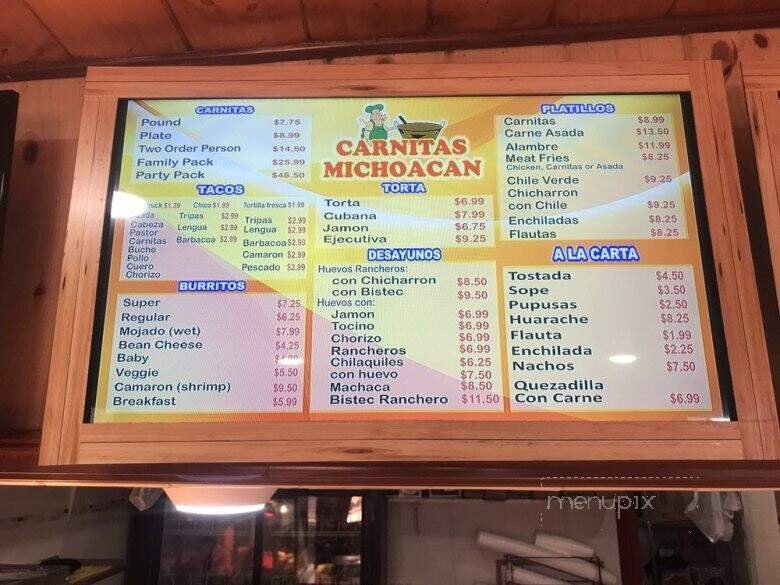 CARNITAS
Pound $7.75
Plate $8.99
Two Order Person $14.50
Family Pack $25.99
Party Pack $48.50
TACOS
$1.39 Chico $1.99 Tortilla fresca $1.99
Cabeza
Pastor
Carnitas
Buche
Pollo
Cuero
Chorizo
Tripas $2.99
Lengua $2.99
Barbacoa $2.99
Tripas $2.99
Lengua $2.99
Barbacoa $2.99
Camaron $2.99
Pescado $2.99
BURRITOS
Super $7.25
Regular $6.25
Mojado (wet) $7.99
Bean Cheese $4.25
Baby
Veggie $5.50
Camaron (shrimp) $9.50
Breakfast $5.99
CARNITAS
MICHOACAN
TORTA
Torta $6.99
Cubana $7.99
Jamon $6.75
Ejecutiva $9.25
DESAYUNOS
Huevos Rancheros:
con Chicharron $8.50
con Bistec $9.50
Huevos con:
Jamon $6.99
Tocino $6.99
Chorizo $6.99
Rancheros $6.99
Chilaquiles $6.25
con huevo $7.50
Machaca $8.50
Bistec Ranchero $11.50
PLATILLOS
Carnitas $8.99
Carne Asada $13.50
Alambre $11.99
Meat Fries $8.25
Chicken, Carnitas or Asada
Chile Verde $9.25
Chicharron
con Chile $9.25
Enchiladas $8.25
Flautas $8.25
A LA CARTA
Tostada $4.50
Sope $3.50
Pupusas $2.50
Huarache $8.25
Flauta $1.99
Enchilada $2.25
Nachos $7.50
Quezadilla
Con Carne $6.99
menupix